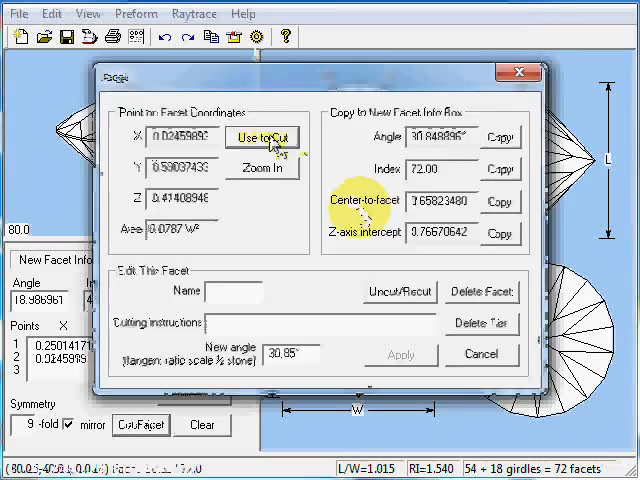 File Edit View Preform Raytrace Help
Facet
Point on Facet Coordinates
X 0.02459893
Use to Cut
Y 0.59037433
Zoom In
Z 0.41408948
Area 0.0787 W²
Copy to New Facet Info Box
Angle 30.848896° Copy
Index 72.00 Copy
Center-to-facet 0.65823480 Copy
Z-axis intercept 0.76670642 Copy
L
80.0
Edit This Facet
Name
Uncut/Recut Delete Facet
Cutting instructions
Delete Tier
New angle
(tangent ratio scale ½ stone) 30.85°
Apply Cancel
New Facet Info
Angle
18.986961
Points X
1 0.25014171
2 0.0245989
3
Symmetry
9 -fold mirror Cut Facet Clear
W
L/W=1.015 RI=1.540 54 + 18 girdles = 72 facets